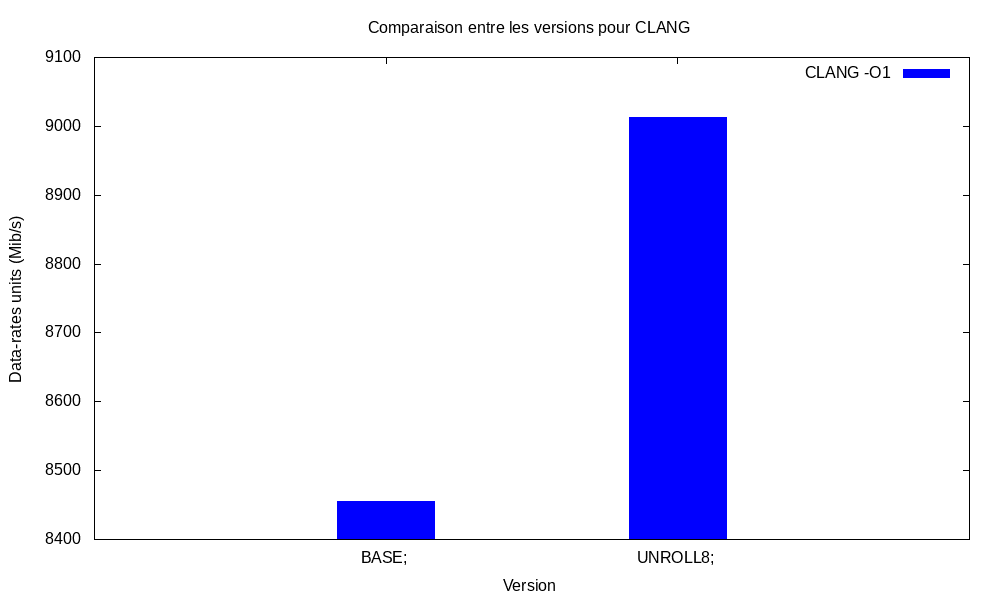 Comparaison entre les versions pour CLANG
CLANG -O1
9100
9000
8900
8800
8700
8600
8500
8400
Data-rates units (Mib/s)
BASE;
UNROLL8;
Version